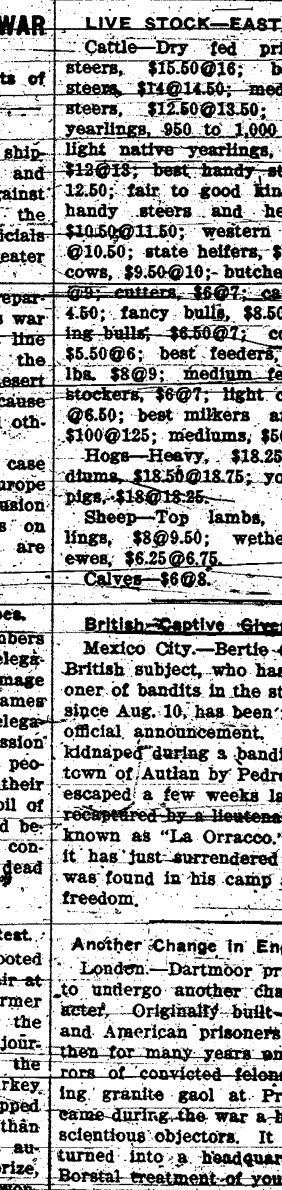 WAR
ts of
ship-
and
gainst
the
icials
eater
repar-
s war
line
the
desert
cause
oth-
case
urope
usion
s on
are
pes.
mbers
elega-
mage
ames
elega-
ssion
peo-
their
oil of
d be-
con-
dead
test.
ooted
ir at
rmer
the
jour-
the
rkey
pped
than
au-
orize,
LIVE STOCK—EAST
Cattle—Dry fed pri
steers, $15.50@16; b
steers, $14@14.50; med
steers, $12.50@13.50;
yearlings, 950 to 1,000
light native yearlings,
$12@13; best handy st
12.50; fair to good kin
handy steers and he
$10.50@11.50; western
@10.50; state heifers, $
cows, $9.50@10; butche
@9; cutters, $6@7; ca
4.50; fancy bulls, $8.50
ing bulls, $6.50@7; co
$5.50@6; best feeders,
lbs. $8@9; medium fe
stockers, $6@7; light c
@6.50; best milkers a
$100@125; mediums, $5
Hogs—Heavy, $18.25
diums, $18.50@18.75; yo
pigs, $18@18.25.
Sheep—Top lambs,
lings, $8@9.50; wethe
ewes, $6.25@6.75.
Calves—$6@8.
British Captive Give
Mexico City.—Bertie
British subject, who has
oner of bandits in the st
since Aug. 10, has been
official announcement.
kidnaped during a bandi
town of Autian by Pedro
escaped a few weeks la
recaptured by a lieutena
known as "La Orracco."
it has just surrendered
was found in his camp
freedom.
Another Change in En
London.—Dartmoor pri
to undergo another cha
acter. Originally built
and American prisoners
then for many years
rors of convicted felons
ing granite gaol at Pr
came during the war a h
scientious objectors. It
turned into a headquar
Borstal treatment of you